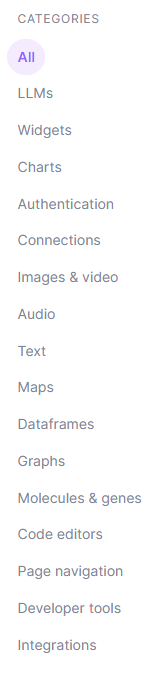 CATEGORIES
All
LLMs
Widgets
Charts
Authentication
Connections
Images & video
Audio
Text
Maps
Dataframes
Graphs
Molecules & genes
Code editors
Page navigation
Developer tools
Integrations